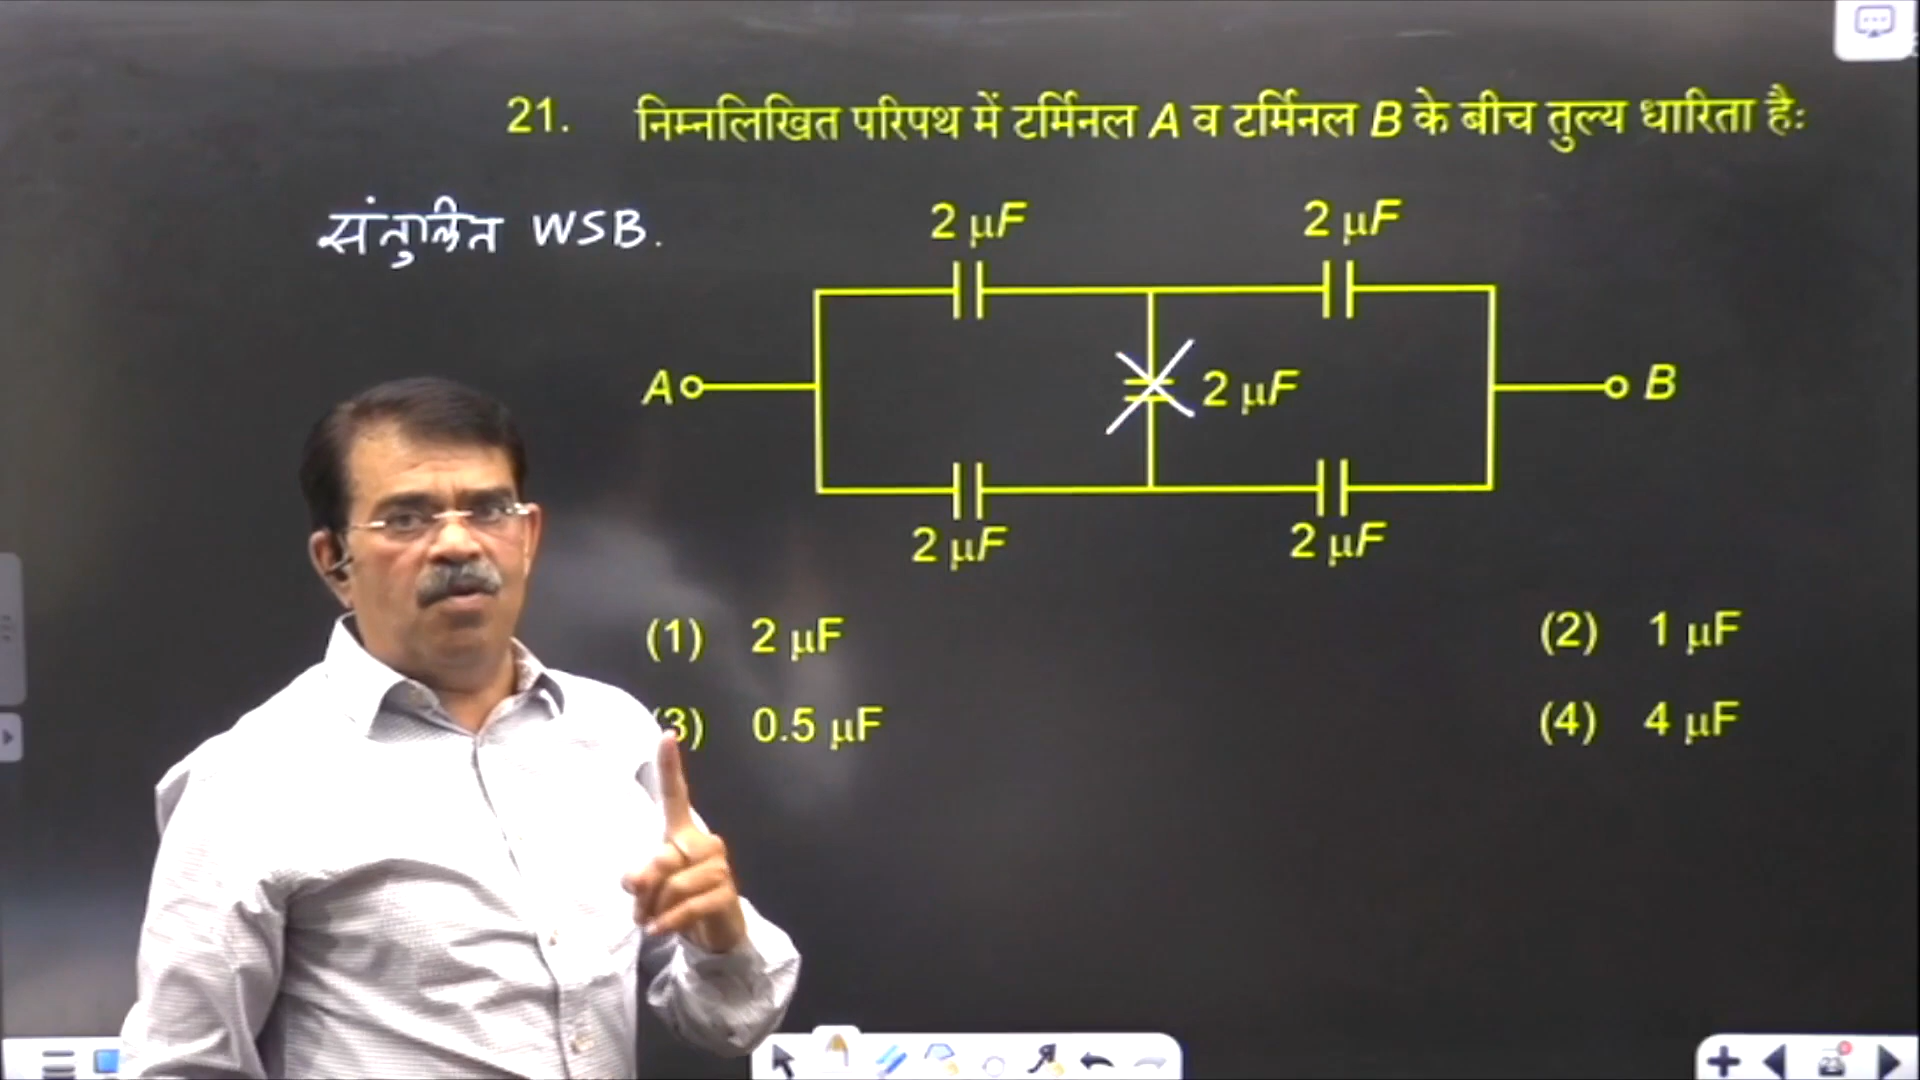 21. निम्नलिखित परिपथ में टर्मिनल A व टर्मिनल B के बीच तुल्य धारिता है:
संतुलित WSB.
2 µF 2 µF
A 2 µF B
2 µF 2 µF
(1) 2 µF (2) 1 µF
(3) 0.5 µF (4) 4 µF
23